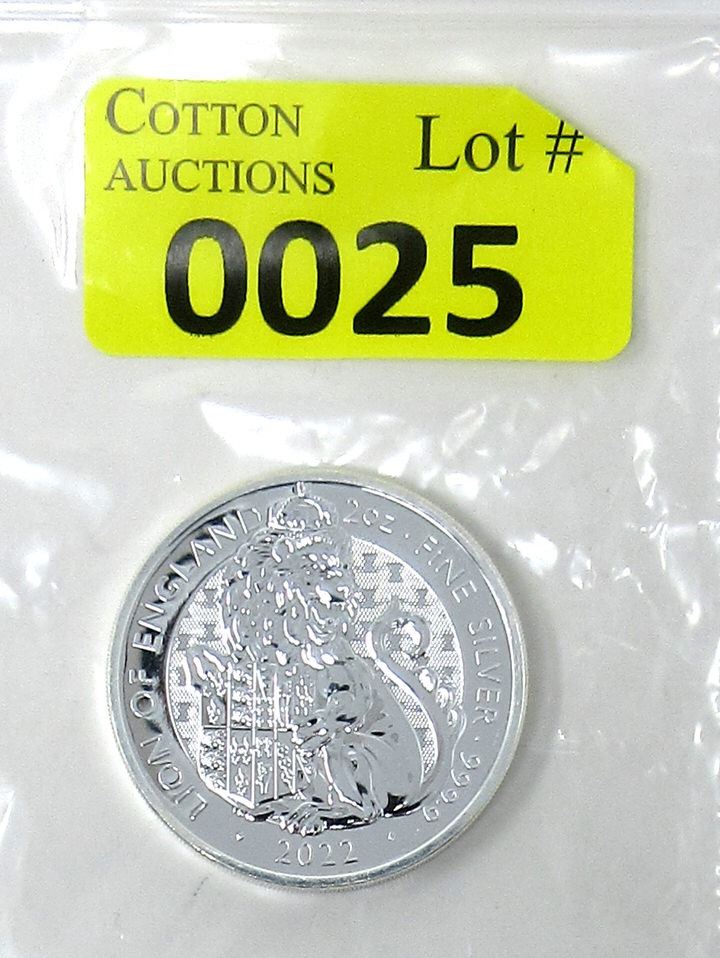 COTTON
AUCTIONS
Lot #
0025
LION OF ENGLAND 2oz · FINE SILVER · 999.9
2022